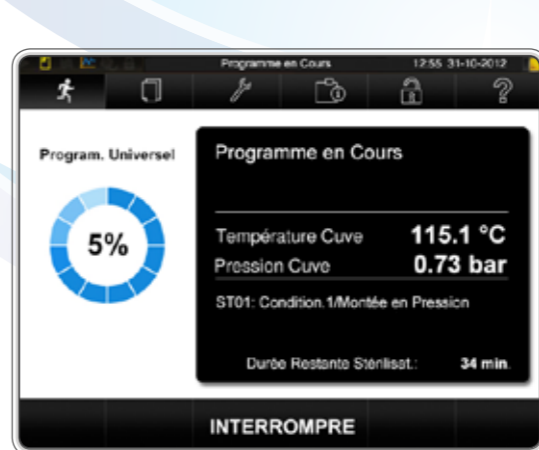 Programme en Cours 12:55 31-10-2012
?
Program. Universel
5%
Programme en Cours
Température Cuve 115.1 °C
Pression Cuve 0.73 bar
ST01: Condition.1/Montée en Pression
Durée Restante Stérilisat.: 34 min.
INTERROMPRE